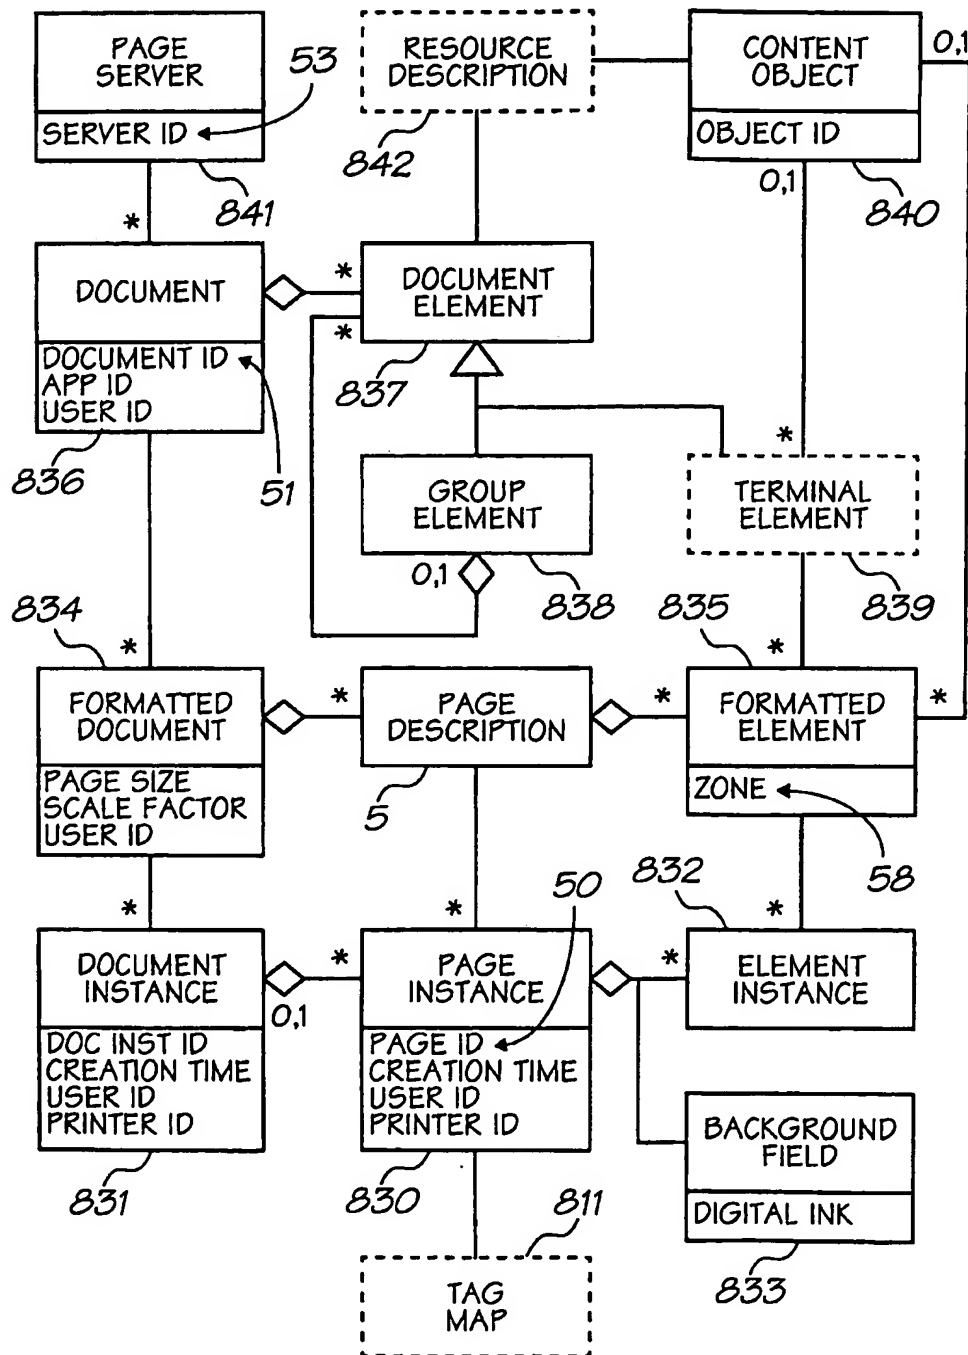 PAGE
SERVER
53
SERVER ID
841
RESOURCE
DESCRIPTION
842
CONTENT
OBJECT
0,1
OBJECT ID
0,1
840
*
DOCUMENT
DOCUMENT ID
APP ID
USER ID
836
51
*
DOCUMENT
ELEMENT
*
837
GROUP
ELEMENT
0,1
838
*
TERMINAL
ELEMENT
839
834
*
FORMATTED
DOCUMENT
PAGE SIZE
SCALE FACTOR
USER ID
*
PAGE
DESCRIPTION
5
835
*
*
FORMATTED
ELEMENT
*
ZONE
58
*
DOCUMENT
INSTANCE
0,1
DOC INST ID
CREATION TIME
USER ID
PRINTER ID
831
*
50
*
PAGE
INSTANCE
PAGE ID
CREATION TIME
USER ID
PRINTER ID
830
832
*
*
ELEMENT
INSTANCE
BACKGROUND
FIELD
DIGITAL INK
833
811
TAG
MAP